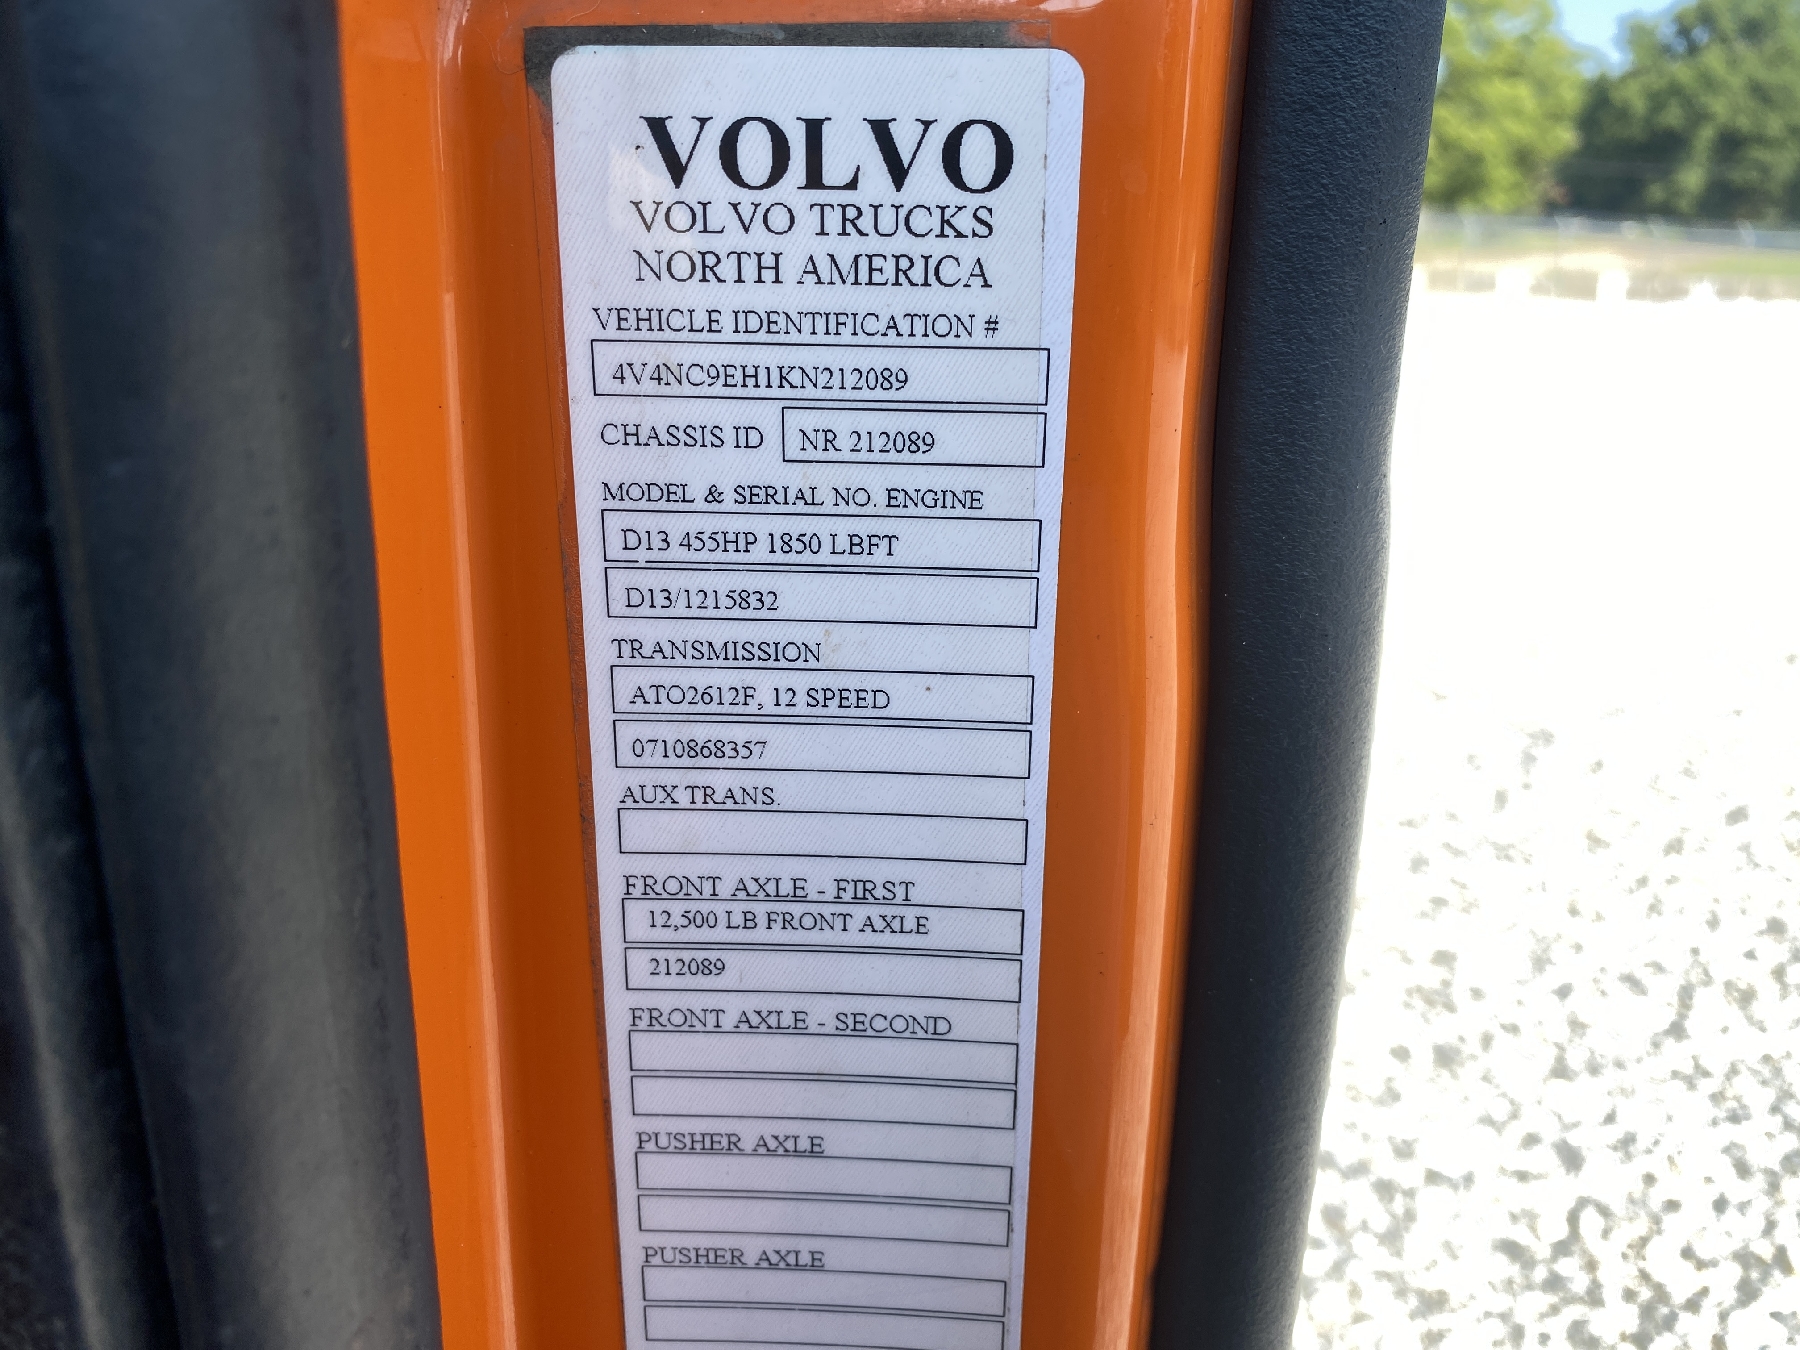 VOLVO
VOLVO TRUCKS
NORTH AMERICA
VEHICLE IDENTIFICATION #
4V4NC9EH1KN212089
CHASSIS ID NR 212089
MODEL & SERIAL NO. ENGINE
D13 455HP 1850 LBFT
D13/1215832
TRANSMISSION
ATO2612F, 12 SPEED
0710868357
AUX TRANS.
FRONT AXLE - FIRST
12,500 LB FRONT AXLE
212089
FRONT AXLE - SECOND
PUSHER AXLE
PUSHER AXLE